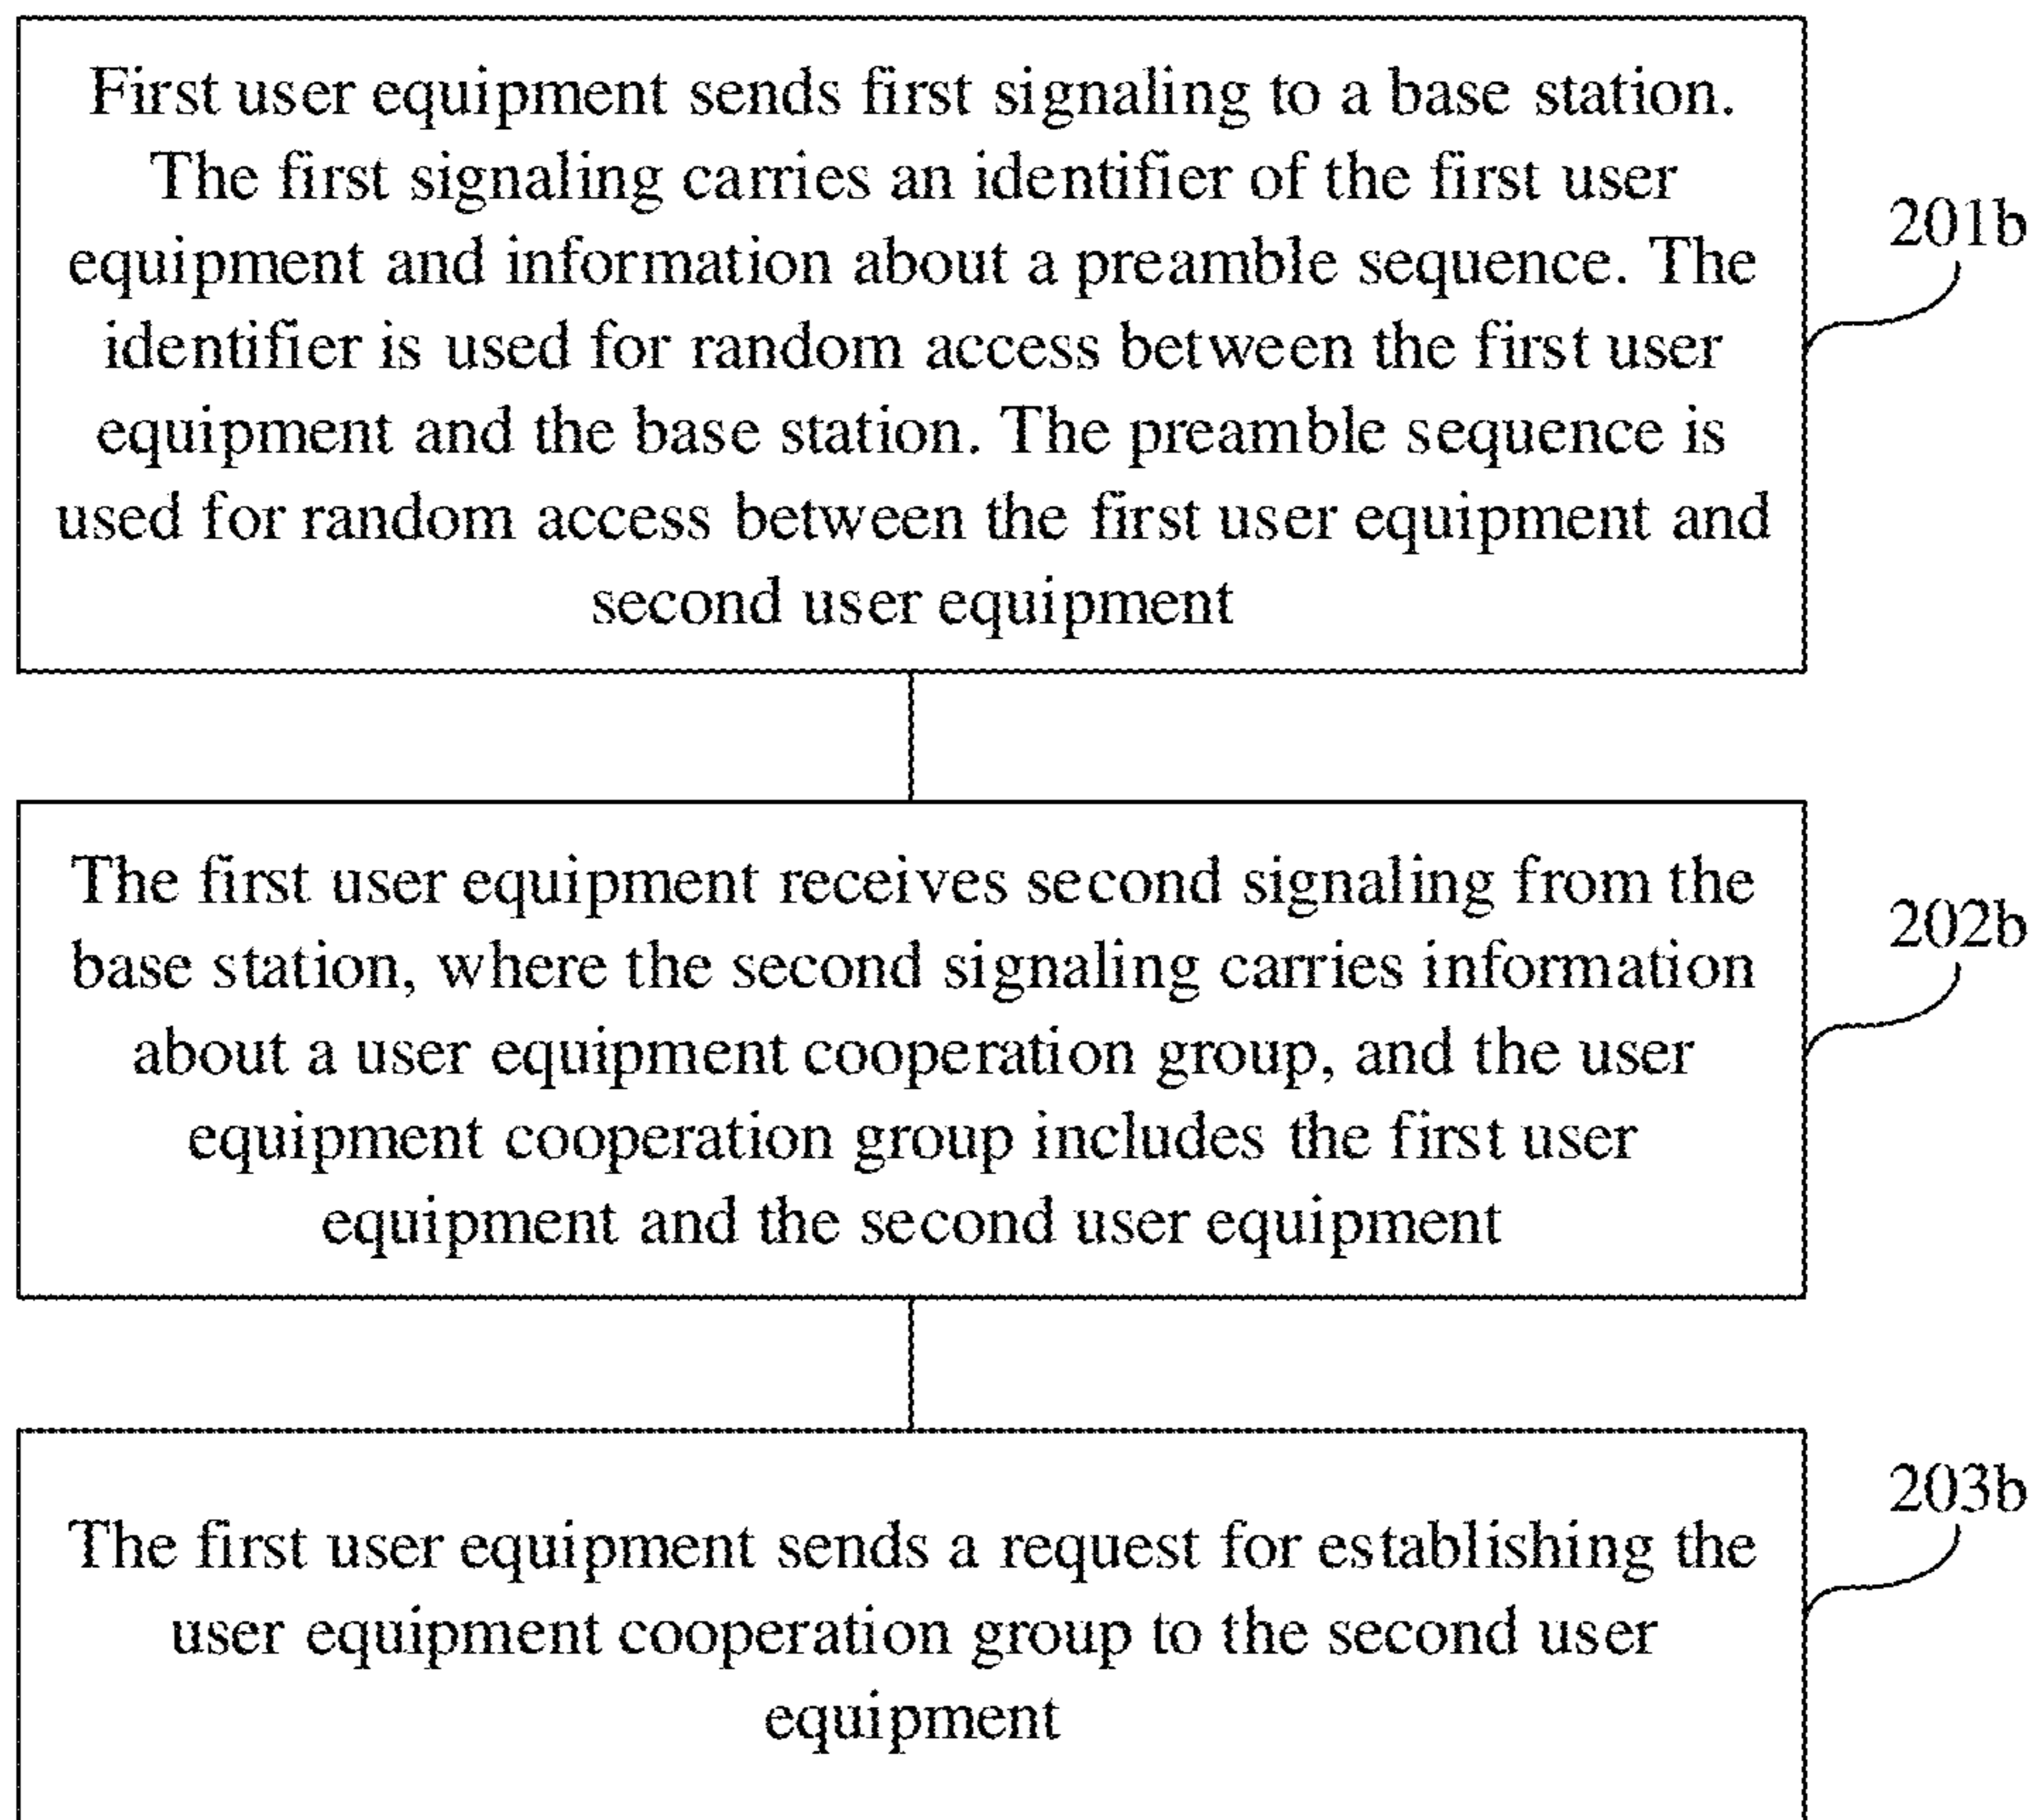 First user equipment sends first signaling to a base station.
The first signaling carries an identifier of the first user
equipment and information about a preamble sequence. The
identifier is used for random access between the first user
equipment and the base station. The preamble sequence is
used for random access between the first user equipment and
second user equipment
201b
The first user equipment receives second signaling from the
base station, where the second signaling carries information
about a user equipment cooperation group, and the user
equipment cooperation group includes the first user
equipment and the second user equipment
202b
The first user equipment sends a request for establishing the
user equipment cooperation group to the second user
equipment
203b